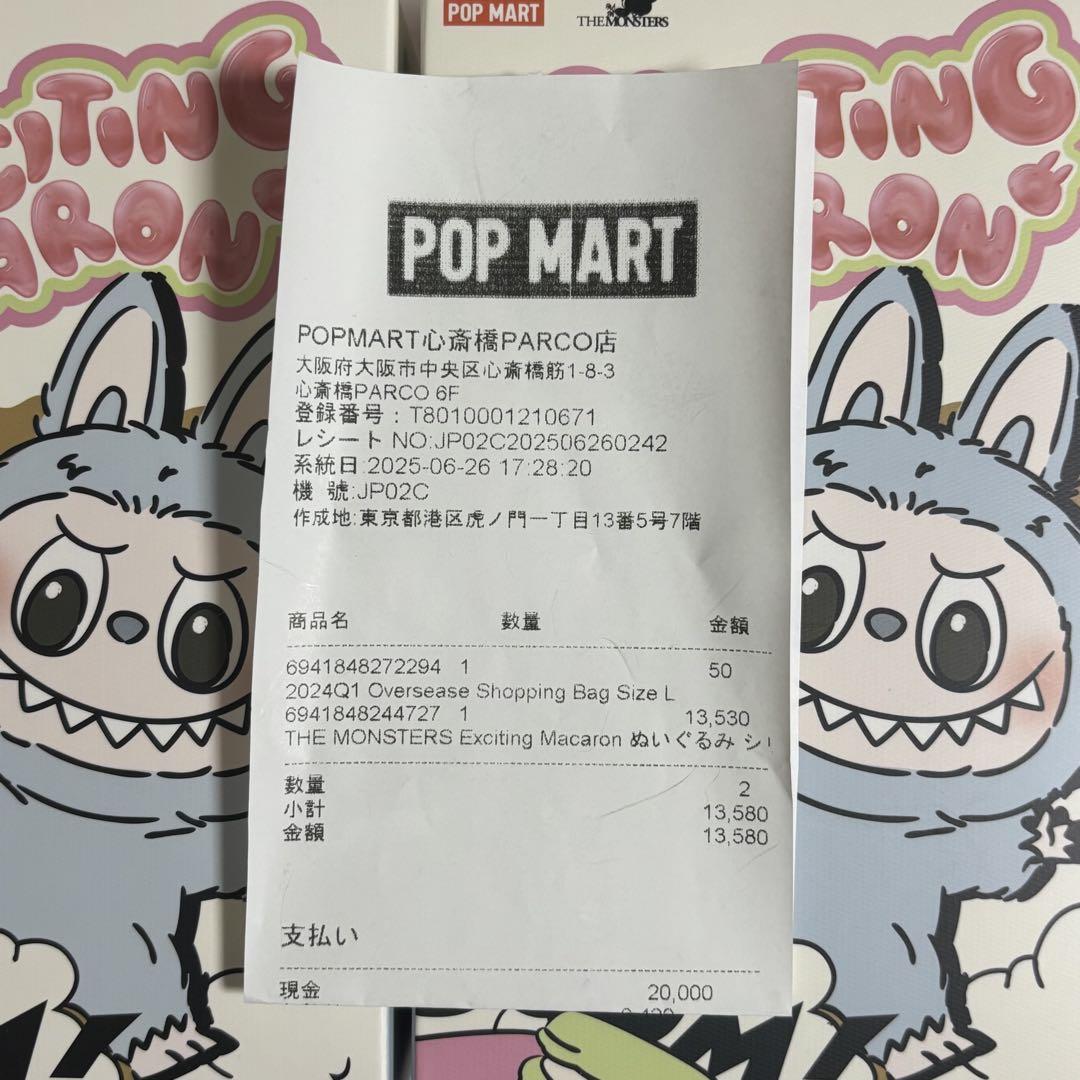 POP MART
THE MONSTERS
POP MART
POPMART心斎橋PARCO店
大阪府大阪市中央区心斎橋筋1-8-3
心斎橋PARCO 6F
登録番号：T8010001210671
レシート NO:JP02C202506260242
系統日:2025-06-26 17:28:20
機 號:JP02C
作成地:東京都港区虎ノ門一丁目13番5号7階
商品名 数量 金額
6941848272294 1 50
2024Q1 Oversease Shopping Bag Size L
6941848244727 1 13,530
THE MONSTERS Exciting Macaron ぬいぐるみ シ
数量 2
小計 13,580
金額 13,580
支払い
現金 20,000